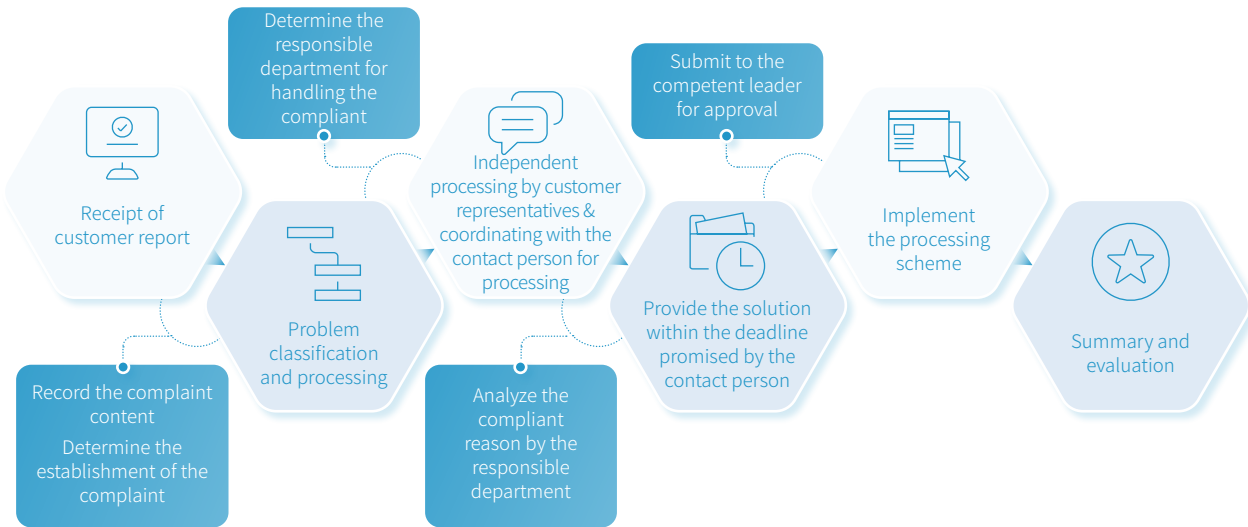 Determine the
responsible
department for
handling the
compliant
Submit to the
competent leader
for approval
Receipt of
customer report
Independent
processing by customer
representatives &
coordinating with the
contact person for
processing
Implement
the processing
scheme
Problem
classification
and processing
Provide the solution
within the deadline
promised by the
contact person
Summary and
evaluation
Record the complaint
content
Determine the
establishment of the
complaint
Analyze the
compliant
reason by the
responsible
department